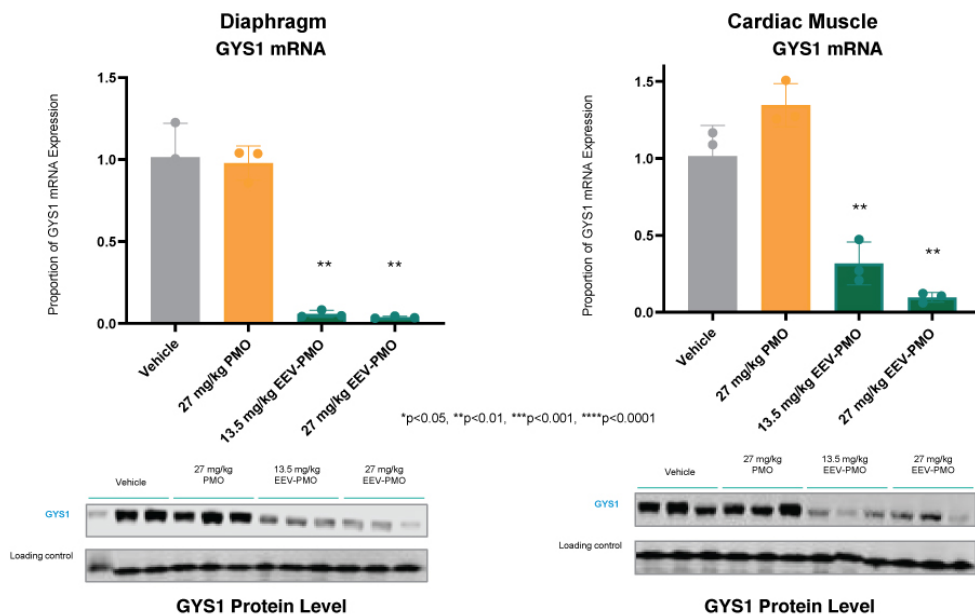 Diaphragm
GYS1 mRNA
Proportion of GYS1 mRNA Expression
1.5
1.0
0.5
0.0
**
**
Vehicle
27 mg/kg PMO
13.5 mg/kg EEV-PMO
27 mg/kg EEV-PMO
Cardiac Muscle
GYS1 mRNA
Proportion of GYS1 mRNA Expression
1.5
1.0
0.5
0.0
**
**
Vehicle
27 mg/kg PMO
13.5 mg/kg EEV-PMO
27 mg/kg EEV-PMO
*p<0.05, **p<0.01, ***p<0.001, ****p<0.0001
Vehicle
27 mg/kg
PMO
13.5 mg/kg
EEV-PMO
27 mg/kg
EEV-PMO
GYS1
Loading control
GYS1 Protein Level
Vehicle
27 mg/kg
PMO
13.5 mg/kg
EEV-PMO
27 mg/kg
EEV-PMO
GYS1
Loading control
GYS1 Protein Level